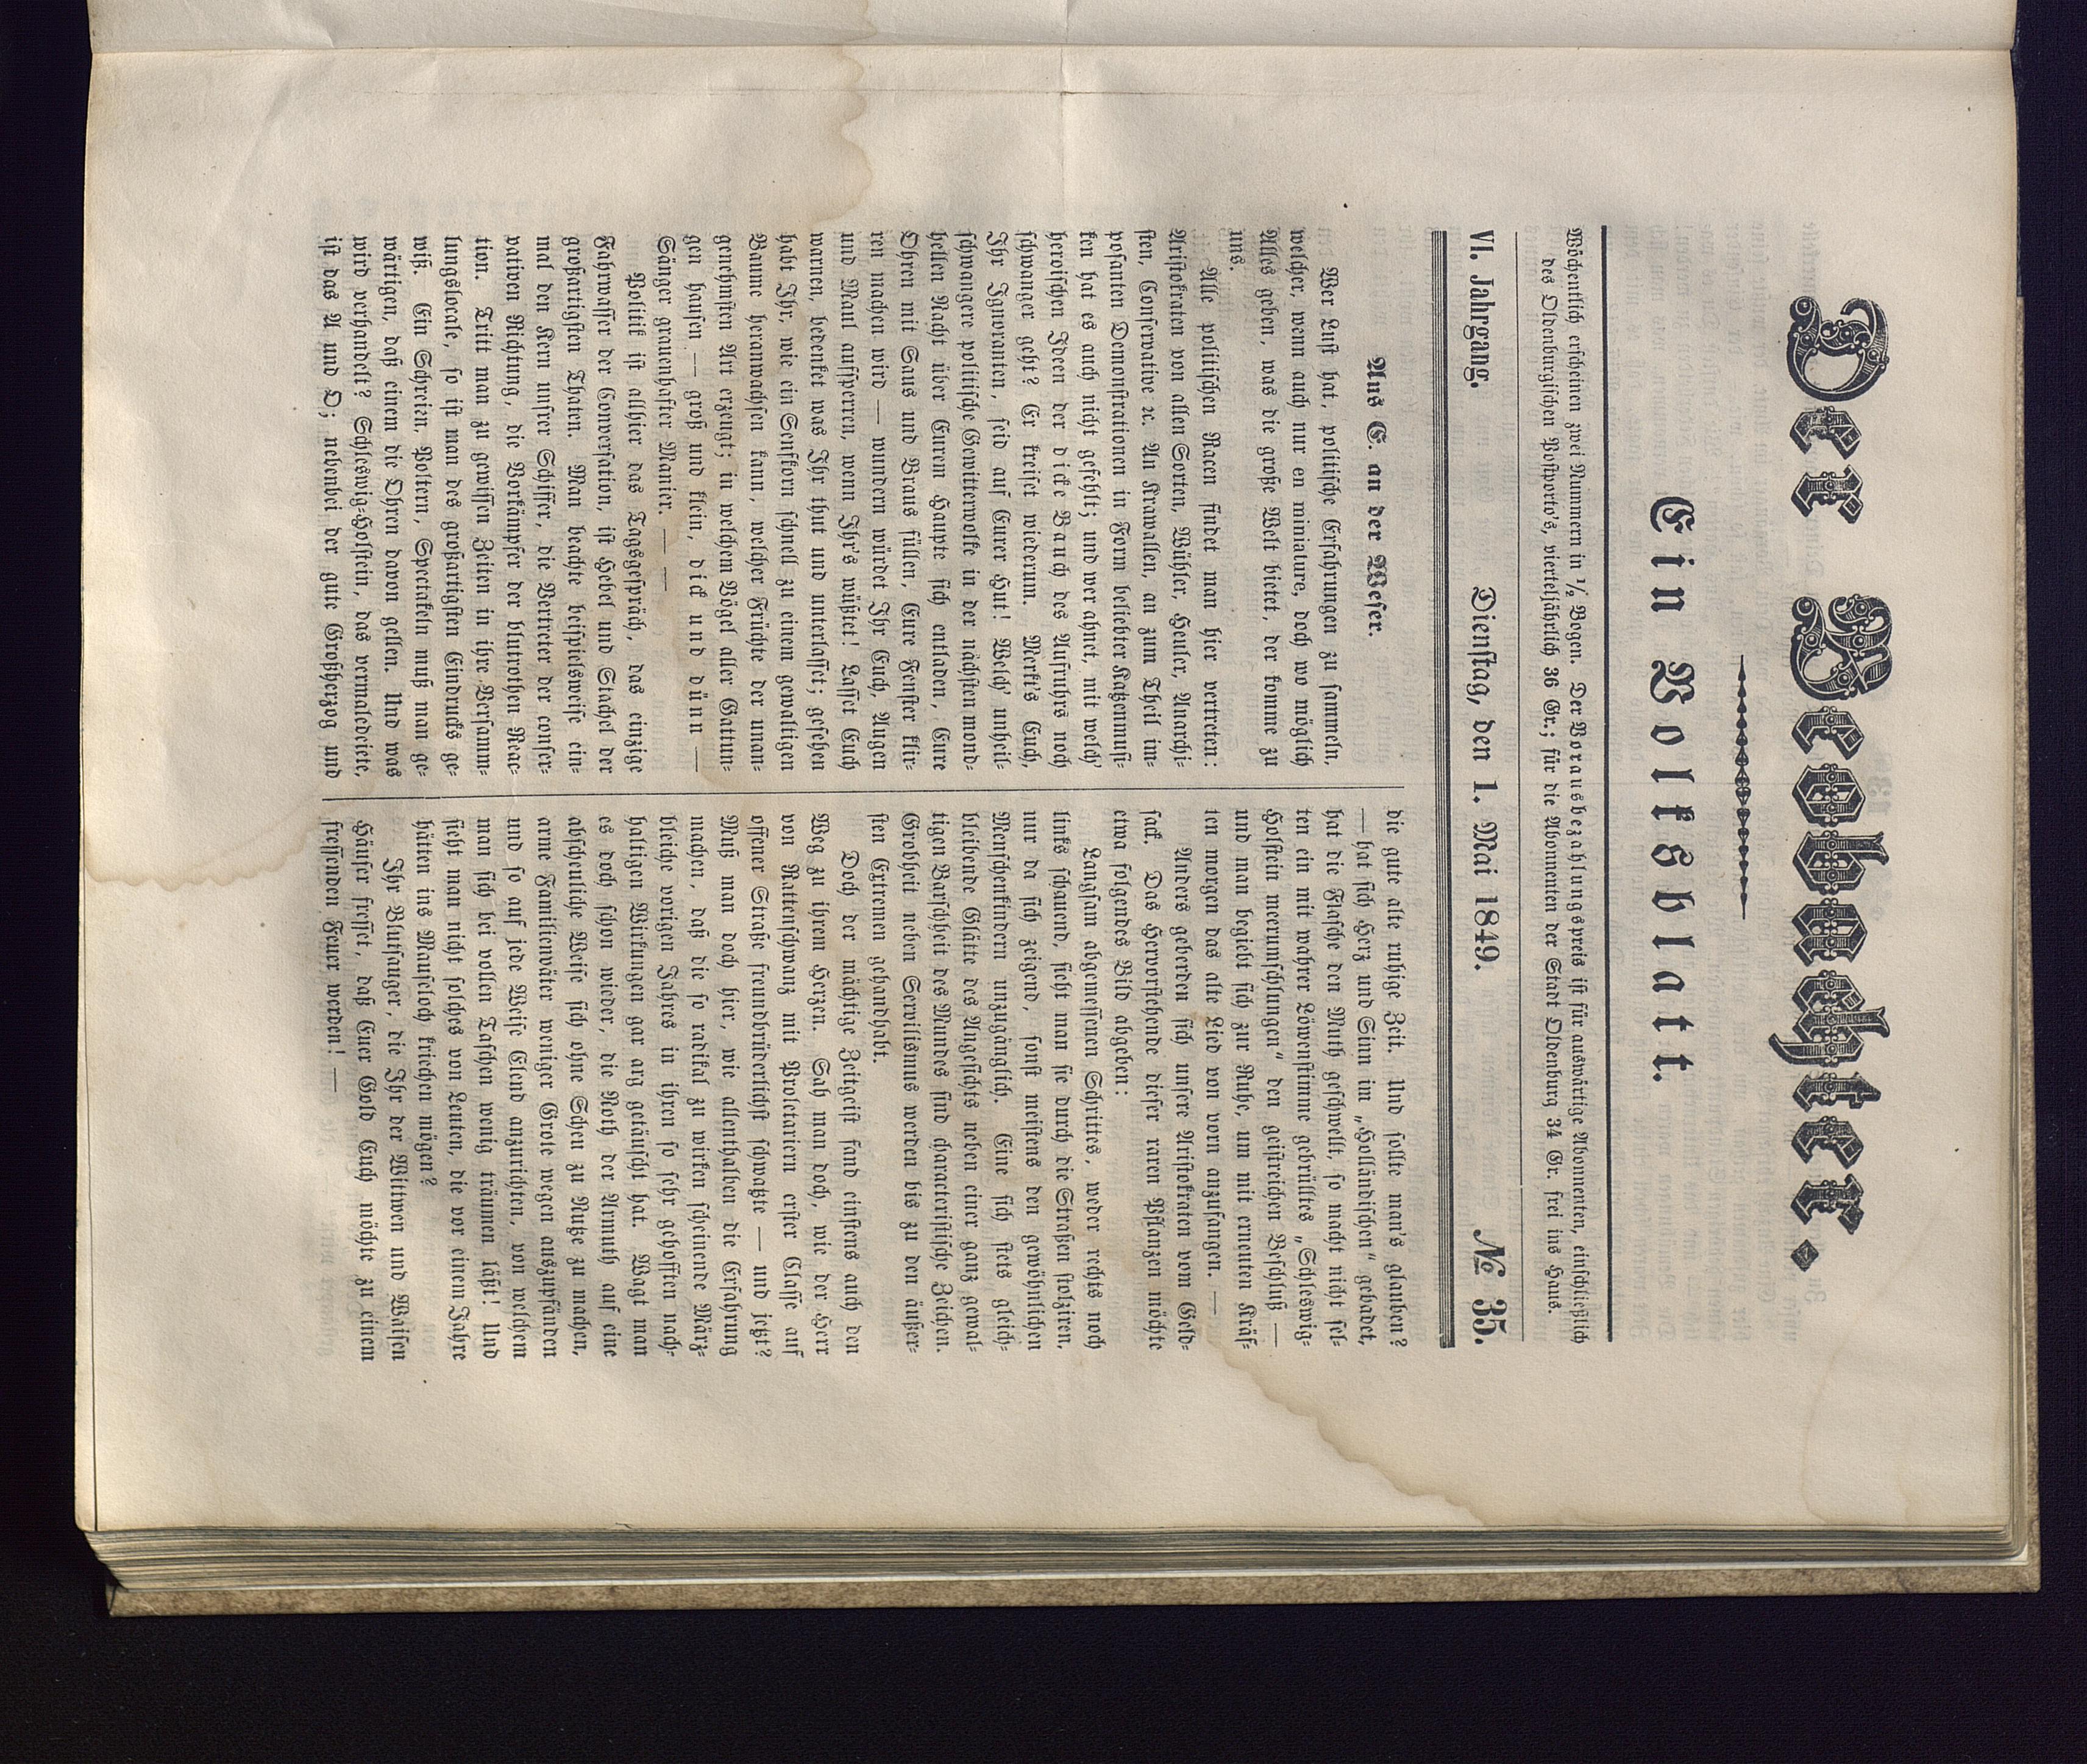 Der Beobachter.
Ein Volksblatt.
Wöchentlich erscheinen zwei Nummern in ½ Bogen. Der Vorausbezahlungspreis ist für auswärtige Abonnenten, einschließlich
des Oldenburgischen Postporto's, vierteljährlich 36 Gr.; für die Abonnenten der Stadt Oldenburg 34 Gr. frei ins Haus.
VI. Jahrgang. Dienstag, den 1. Mai 1849. № 35.
Aus E. an der Weser.
Wer Lust hat, politische Erfahrungen zu sammeln,
welcher, wenn auch nur en miniature, doch wo möglich
Alles geben, was die große Welt bietet, der komme zu
uns.
Alle politischen Racen findet man hier vertreten:
Aristokraten von allen Sorten, Wühler, Heuler, Anarchi-
sten, Conservative ꝛc. An Krawallen, an zum Theil im-
posanten Demonstrationen in Form beliebter Katzenmusi-
ken hat es auch nicht gefehlt; und wer ahnet, mit welch'
heroischen Ideen der dicke Bauch des Aufruhrs noch
schwanger geht? Er kreiset wiederum. Merkt's Euch,
Ihr Ignoranten, seid auf Eurer Hut! Welch' unheil-
schwangere politische Gewitterwolke in der nächsten mond-
hellen Nacht über Eurem Haupte sich entladen, Eure
Ohren mit Saus und Braus füllen, Eure Fenster klir-
ren machen wird — wundern würdet Ihr Euch, Augen
und Maul aufsperren, wenn Ihr's wüßtet! Lasset Euch
warnen, bedenket was Ihr thut und unterlasset; gesehen
habt Ihr, wie ein Senfkorn schnell zu einem gewaltigen
Baume heranwachsen kann, welcher Früchte der unan-
genehmsten Art erzeugt; in welchem Vögel aller Gattun-
gen hausen — groß und klein, dick und dünn —
Sänger grauenhafter Manier. — —
Politik ist allhier das Tagsgespräch, das einzige
Fahrwasser der Conversation, ist Hebel und Stachel der
großartigsten Thaten. Man beachte beispielsweise ein-
mal den Kern unsrer Schiffer, die Vertreter der conser-
vativen Richtung, die Vorkämpfer der blutrothen Reac-
tion. Tritt man zu gewissen Zeiten in ihre Versamm-
lungslocale, so ist man des großartigsten Eindrucks ge-
wiß. Ein Schreien, Poltern, Spectakeln muß man ge-
wärtigen, daß einem die Ohren davon gellen. Und was
wird verhandelt? Schleswig-Holstein, das vermaledeite,
ist das A und O; nebenbei der gute Großherzog und
die gute alte ruhige Zeit. Und sollte man's glauben?
— hat sich Herz und Sinn im „Holländischen“ gebadet,
hat die Flasche den Muth geschwellt, so macht nicht sel-
ten ein mit wahrer Löwenstimme gebrülltes „Schleswig-
Holstein meerumschlungen“ den geistreichen Beschluß —
und man begiebt sich zur Ruhe, um mit erneuten Kräf-
ten morgen das alte Lied von vorn anzufangen. —
Anders geberden sich unsere Aristokraten vom Geld-
sack. Das Hervorstehende dieser raren Pflanzen möchte
etwa folgendes Bild abgeben:
Langsam abgemessenen Schrittes, weder rechts noch
links schauend, sieht man sie durch die Straßen stolziren,
nur da sich zeigend, sonst meistens den gewöhnlichen
Menschenkindern unzugänglich. Eine sich stets gleich-
bleibende Glätte des Angesichts neben einer ganz gewal-
tigen Barschheit des Mundes sind characteristische Zeichen.
Grobheit neben Servilismus werden bis zu den äußer-
sten Extremen gehandhabt.
Doch der mächtige Zeitgeist fand einstens auch den
Weg zu ihrem Herzen. Sah man doch, wie der Herr
von Rattenschwanz mit Proletariern erster Classe auf
offener Straße freundbrüderlichst schwatzte — und jetzt?
Muß man doch hier, wie allenthalben die Erfahrung
machen, daß die so radikal zu wirken scheinende März-
bleiche vorigen Jahres in ihren so sehr gehofften nach-
haltigen Wirkungen gar arg getäuscht hat. Wagt man
es doch schon wieder, die Noth der Armuth auf eine
abscheuliche Weise sich ohne Scheu zu Nutze zu machen,
arme Familienväter weniger Grote wegen auszupfänden
und so auf jede Weise Elend anzurichten, von welchem
man sich bei vollen Taschen wenig träumen läßt! Und
sieht man nicht solches von Leuten, die vor einem Jahre
hätten ins Mauseloch kriechen mögen?
Ihr Blutsauger, die Ihr der Wittwen und Waisen
Häuser fresset, daß Euer Gold Euch möchte zu einem
fressenden Feuer werden! —